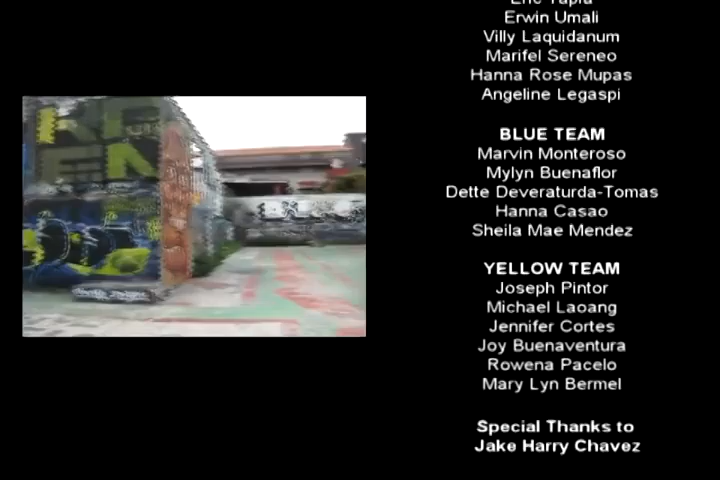 Eric Tapia
Erwin Umali
Villy Laquidanum
Marifel Sereneo
Hanna Rose Mupas
Angeline Legaspi
BLUE TEAM
Marvin Monteroso
Mylyn Buenaflor
Dette Deveraturda-Tomas
Hanna Casao
Sheila Mae Mendez
YELLOW TEAM
Joseph Pintor
Michael Laoang
Jennifer Cortes
Joy Buenaventura
Rowena Pacelo
Mary Lyn Bermel
Special Thanks to
Jake Harry Chavez